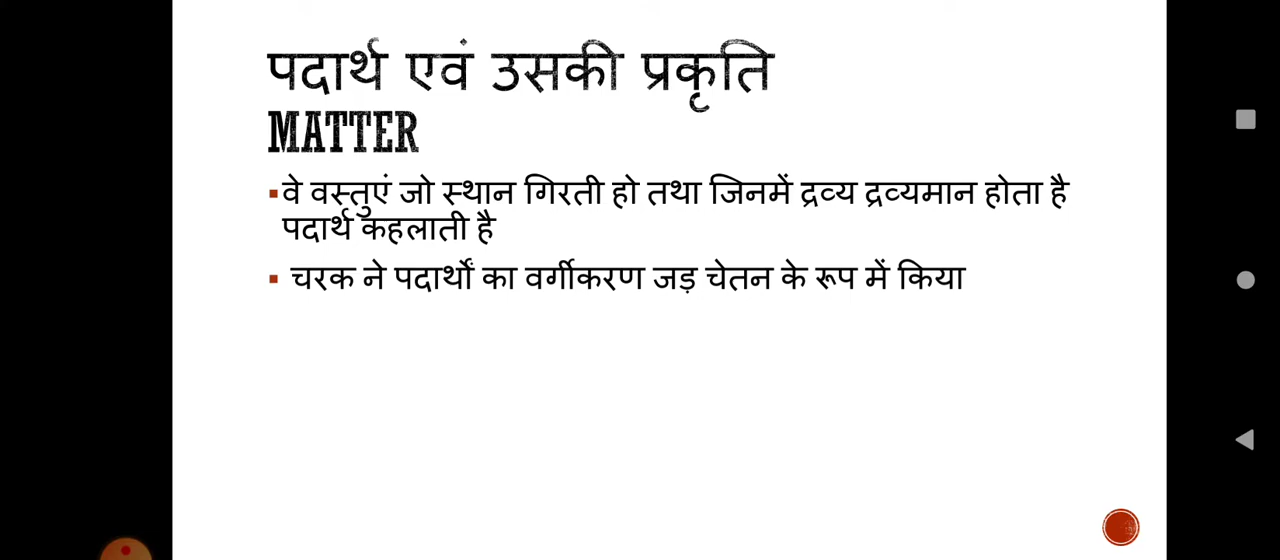 पदार्थ एवं उसकी प्रकृति
MATTER
▪वे वस्तुएं जो स्थान गिरती हो तथा जिनमें द्रव्य द्रव्यमान होता है
पदार्थ कहलाती है
▪ चरक ने पदार्थों का वर्गीकरण जड़ चेतन के रूप में किया